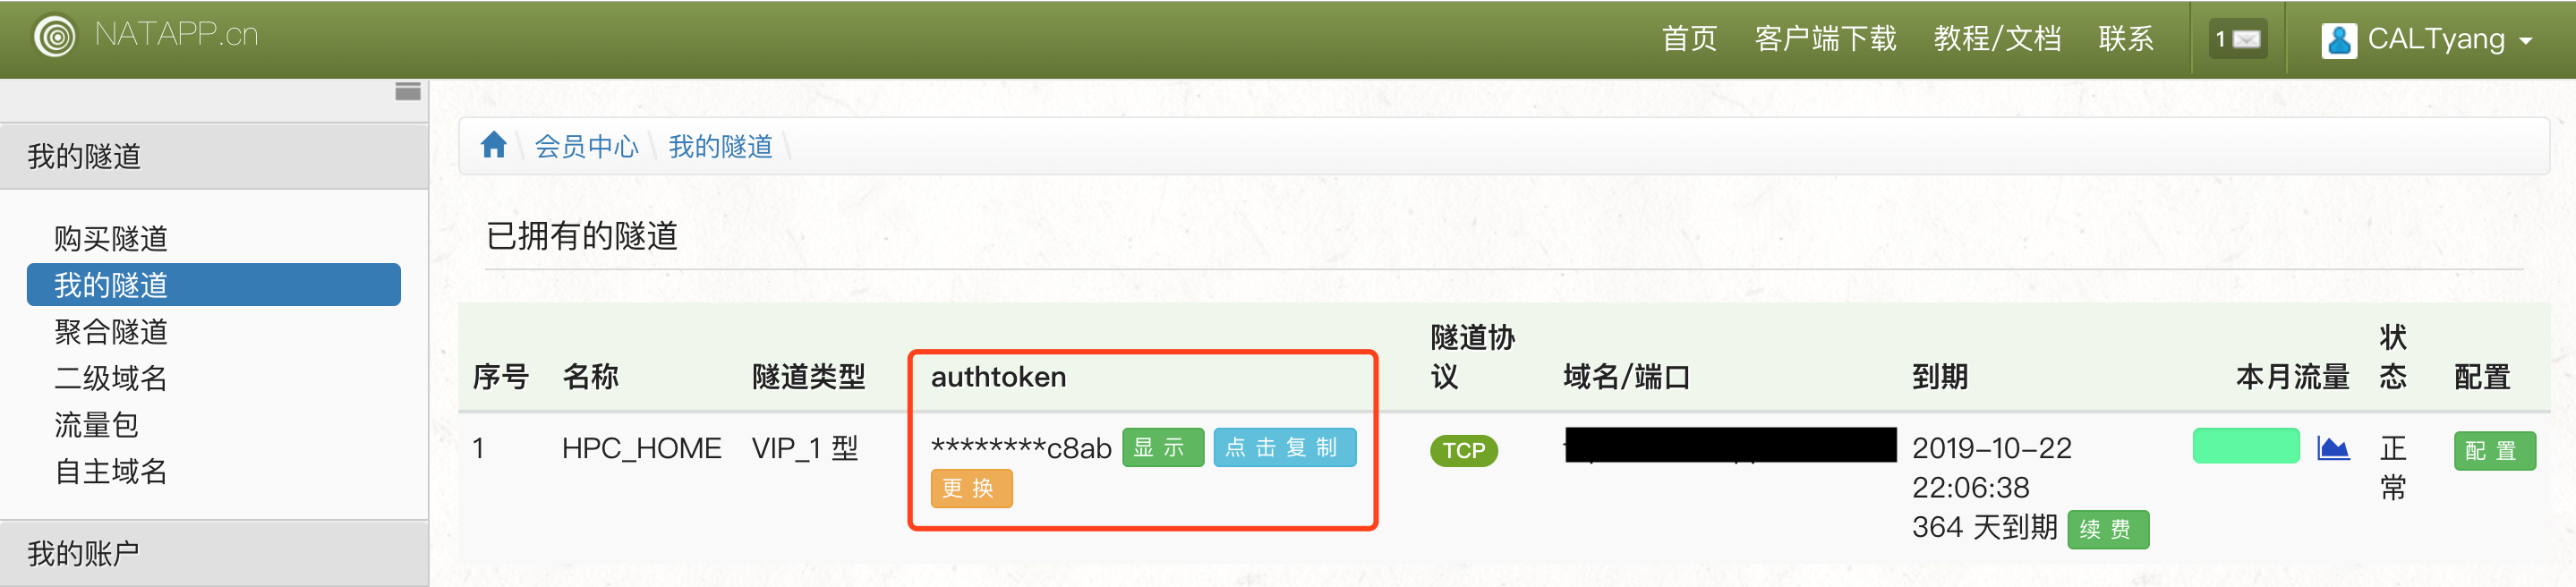 NATAPP.cn
首页 客户端下载 教程/文档 联系 1 CALTyang
我的隧道
购买隧道
我的隧道
聚合隧道
二级域名
流量包
自主域名
我的账户
会员中心 \ 我的隧道 \
已拥有的隧道
序号 名称 隧道类型 authtoken 隧道协议 域名/端口 到期 本月流量 状态 配置
1 HPC_HOME VIP_1 型 ********c8ab 显示 点击复制 更换 TCP 2019-10-22 22:06:38 364 天到期 续费 正常 配置